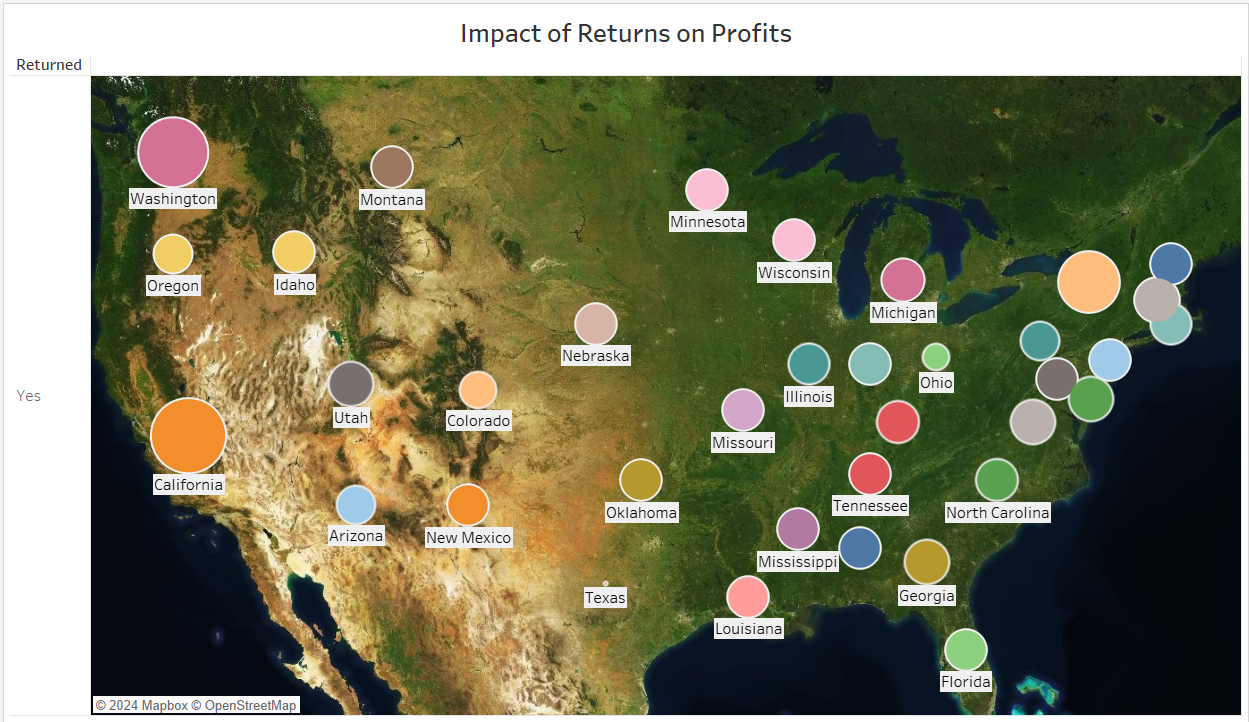 Impact of Returns on Profits
Returned
Yes
Washington
Montana
Minnesota
Wisconsin
Oregon
Idaho
Michigan
Nebraska
Illinois
Ohio
Utah
Colorado
Missouri
California
Oklahoma
Tennessee
North Carolina
Arizona
New Mexico
Mississippi
Texas
Georgia
Louisiana
Florida
© 2024 Mapbox © OpenStreetMap